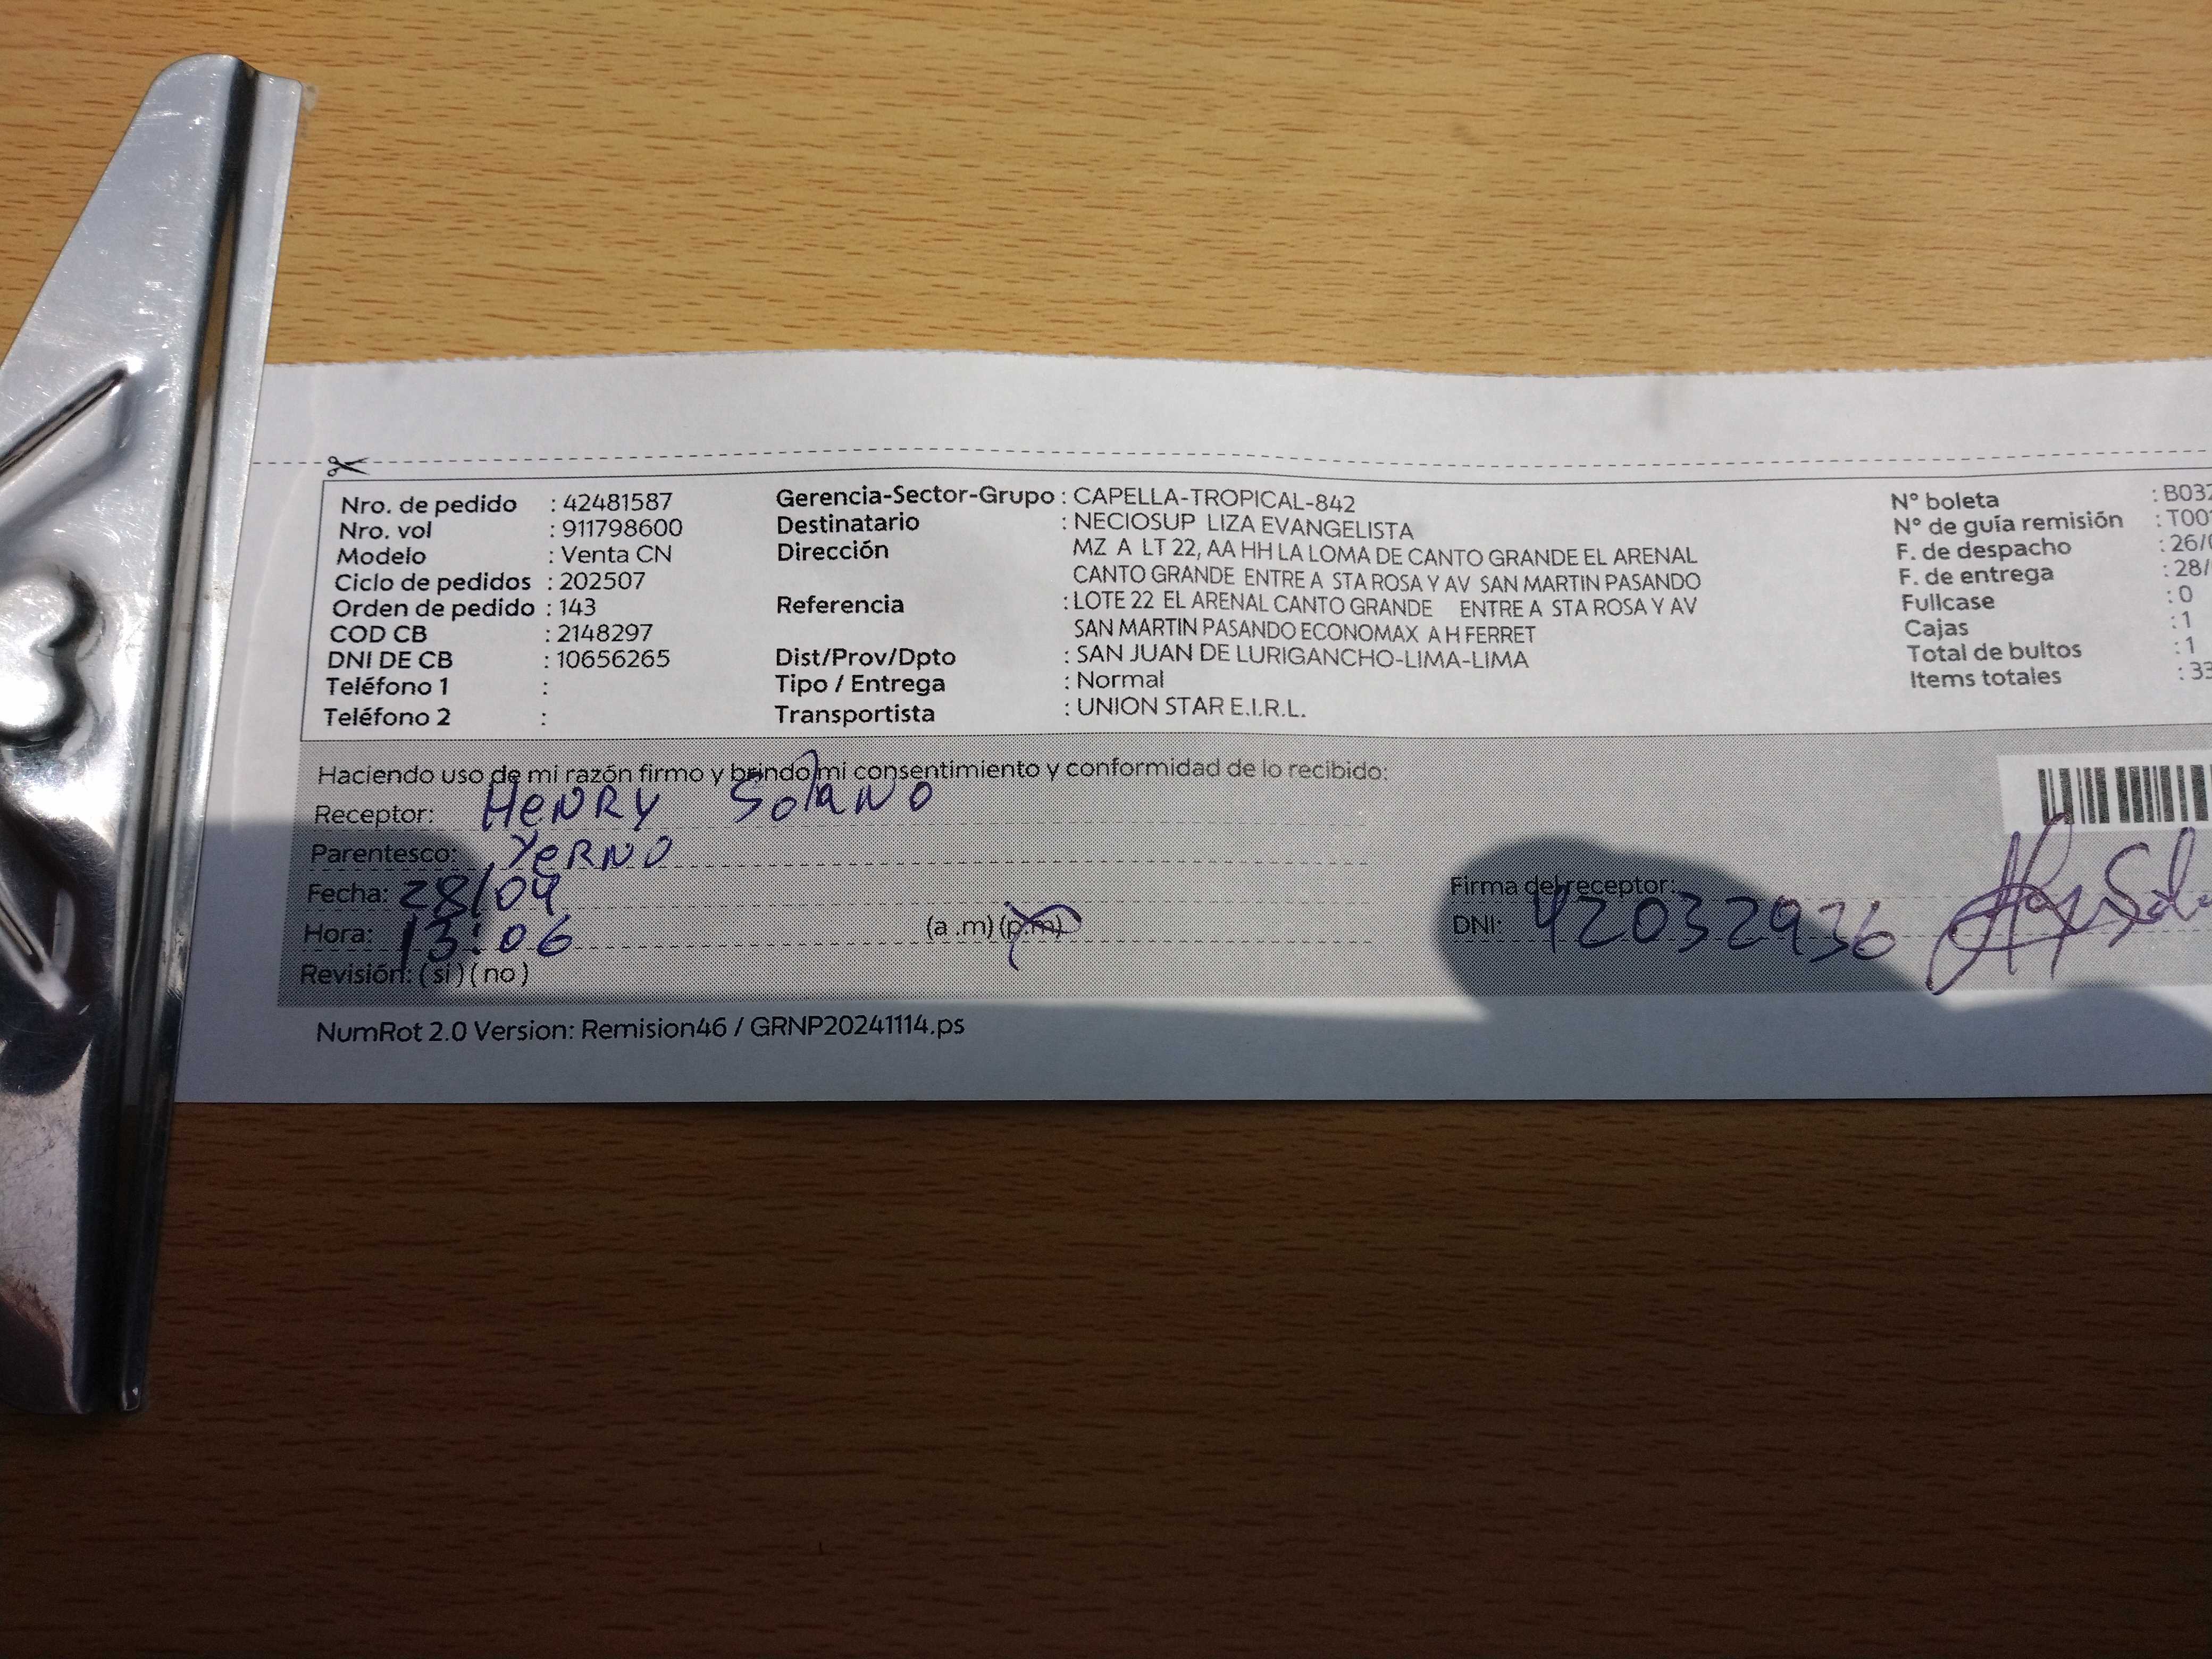 Nro. de pedido : 42481587
Nro. vol : 911798600
Modelo : Venta CN
Ciclo de pedidos : 202507
Orden de pedido : 143
COD CB : 2148297
DNI DE CB : 10656265
Teléfono 1 :
Teléfono 2 :
Gerencia-Sector-Grupo : CAPELLA-TROPICAL-842
Destinatario : NECIOSUP LIZA EVANGELISTA
Dirección MZ A LT 22, AA HH LA LOMA DE CANTO GRANDE EL ARENAL
CANTO GRANDE ENTRE A STA ROSA Y AV SAN MARTIN PASANDO
Referencia : LOTE 22 EL ARENAL CANTO GRANDE ENTRE A STA ROSA Y AV
SAN MARTIN PASANDO ECONOMAX A H FERRET
Dist/Prov/Dpto : SAN JUAN DE LURIGANCHO-LIMA-LIMA
Tipo / Entrega : Normal
Transportista : UNION STAR E.I.R.L.
N° boleta : B032
N° de guía remisión : T001
F. de despacho : 26/0
F. de entrega : 28/
Fullcase : 0
Cajas : 1
Total de bultos : 1
Items totales : 33
Haciendo uso de mi razón firmo y brindo mi consentimiento y conformidad de lo recibido:
Receptor: HENRY Solano
Parentesco: YERNO
Fecha: 28/04
Hora: 13:06 (a .m) (p.m)
Revisión: (si) (no)
Firma del receptor:
DNI: 42032936
NumRot 2.0 Version: Remision46 / GRNP20241114.ps